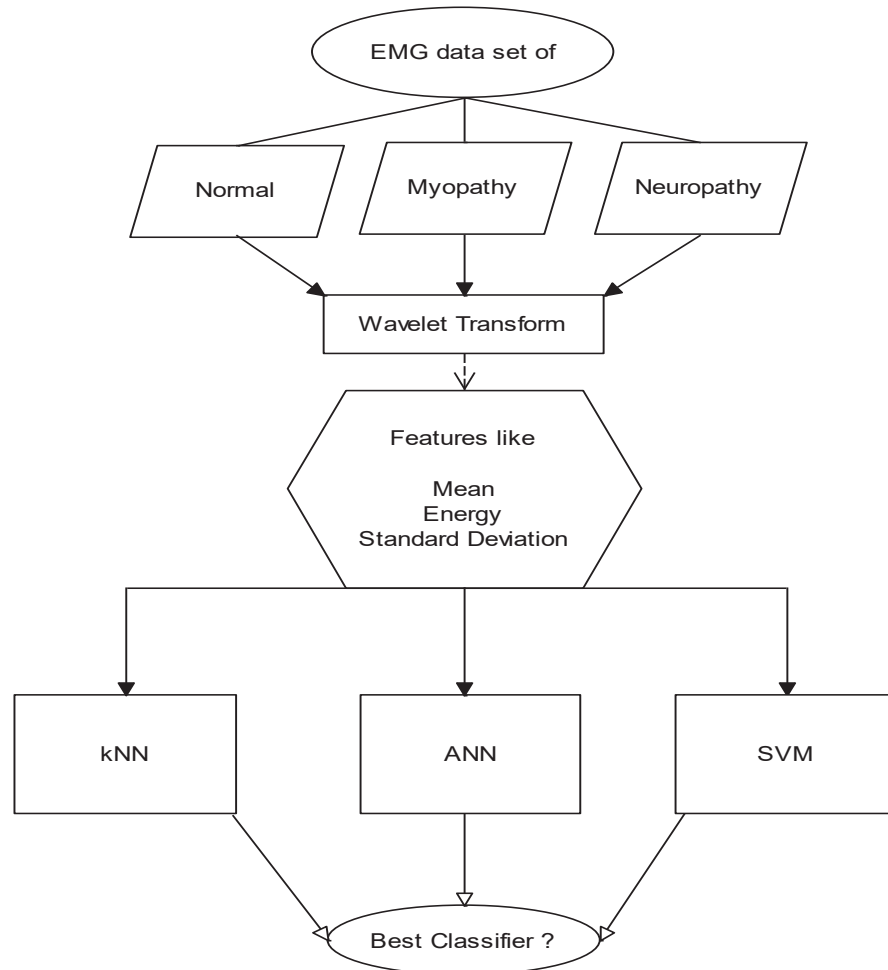 EMG data set of
Normal
Myopathy
Neuropathy
Wavelet Transform
Features like
Mean
Energy
Standard Deviation
kNN
ANN
SVM
Best Classifier ?